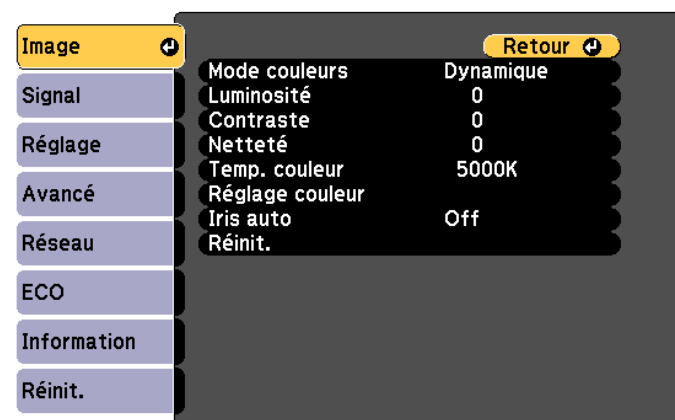 Image
Signal
Réglage
Avancé
Réseau
ECO
Information
Réinit.
Retour
Mode couleurs Dynamique
Luminosité 0
Contraste 0
Netteté 0
Temp. couleur 5000K
Réglage couleur
Iris auto Off
Réinit.